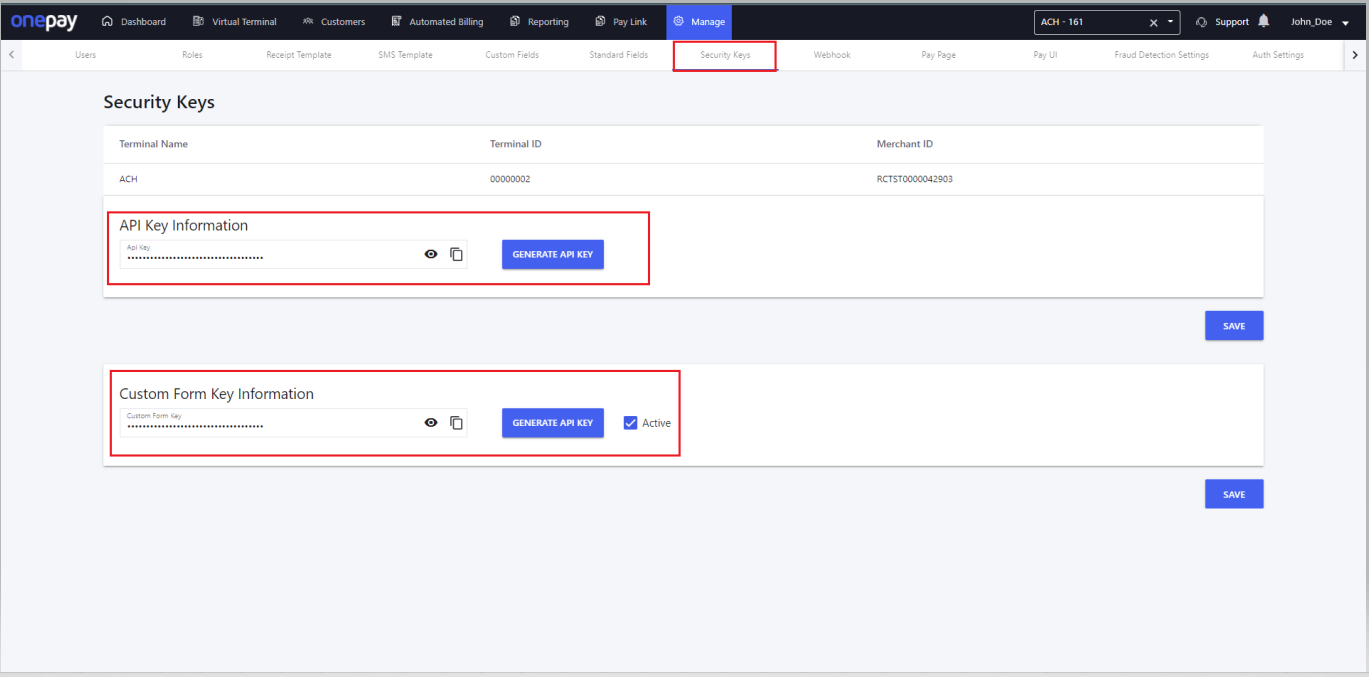 onepay Dashboard Virtual Terminal Customers Automated Billing Reporting Pay Link Manage ACH - 161 Support John_Doe
Users Roles Receipt Template SMS Template Custom Fields Standard Fields Security Keys Webhook Pay Page Pay UI Fraud Detection Settings Auth Settings
Security Keys
Terminal Name Terminal ID Merchant ID
ACH 00000002 RCTST0000042903
API Key Information
Api Key
GENERATE API KEY
SAVE
Custom Form Key Information
Custom Form Key
GENERATE API KEY Active
SAVE